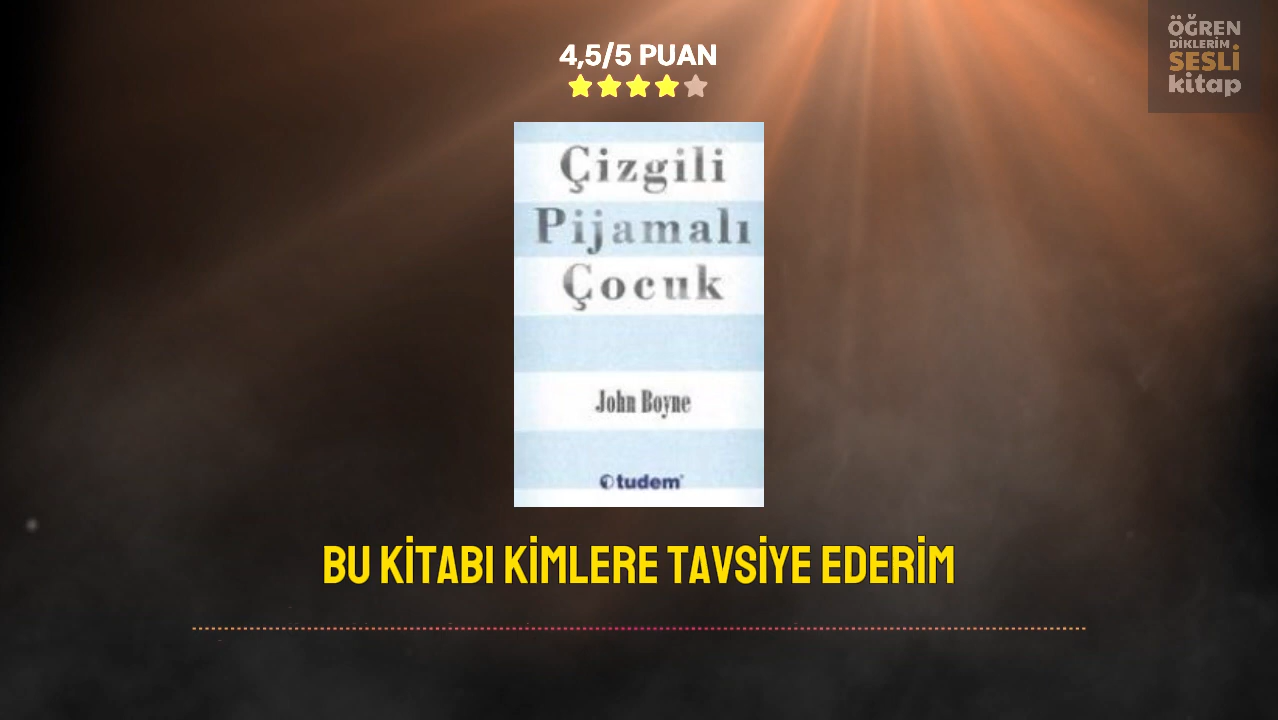 ÖĞREN
DİKLERİM
SESLİ
kitap
4,5/5 PUAN
Çizgili
Pijamalı
Çocuk
John Boyne
tudem
BU KİTABI KİMLERE TAVSİYE EDERİM